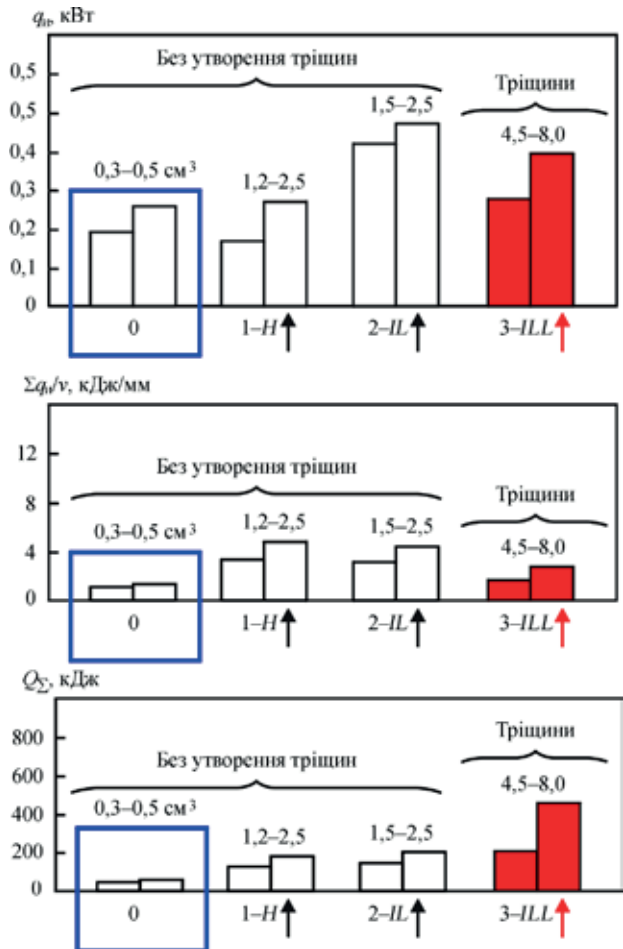 qи, кВт
0,5
0,5
0,4
0,3
0,2
0,1
0
Без утворення тріщин
Тріщини
0,3–0,5 см³
1,2–2,5
1,5–2,5
4,5–8,0
0
1–H
2–IL
3–ILL
Σqи/v, кДж/мм
12
8
4
0
Без утворення тріщин
Тріщини
0,3–0,5 см³
1,2–2,5
1,5–2,5
4,5–8,0
0
1–H
2–IL
3–ILL
QΣ, кДж
800
600
400
200
0
Без утворення тріщин
Тріщини
0,3–0,5 см³
1,2–2,5
1,5–2,5
4,5–8,0
0
1–H
2–IL
3–ILL